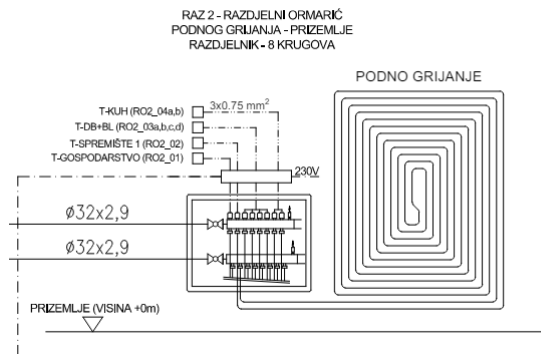 RAZ 2 - RAZDJELNI ORMARIĆ
PODNOG GRIJANJA - PRIZEMLJE
RAZDJELNIK - 8 KRUGOVA
PODNO GRIJANJE
T-KUH (RO2_04a,b)
3x0.75 mm²
T-DB+BL (RO2_03a,b,c,d)
T-SPREMIŠTE 1 (RO2_02)
T-GOSPODARSTVO (RO2_01)
230V
ø32x2,9
ø32x2,9
PRIZEMLJE (VISINA +0m)